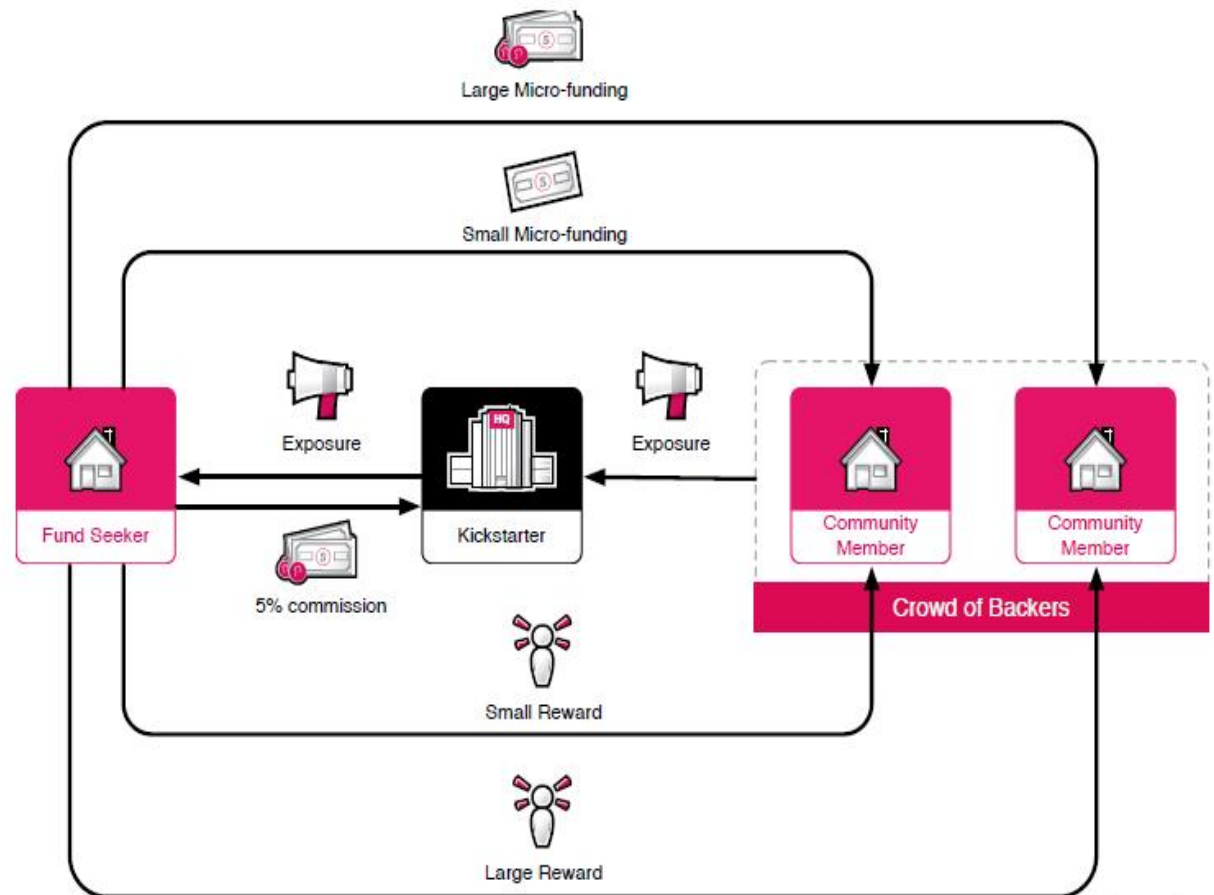 Large Micro-funding
Small Micro-funding
Exposure
Exposure
HQ
Fund Seeker
Kickstarter
Community
Member
Community
Member
5% commission
Crowd of Backers
Small Reward
Large Reward